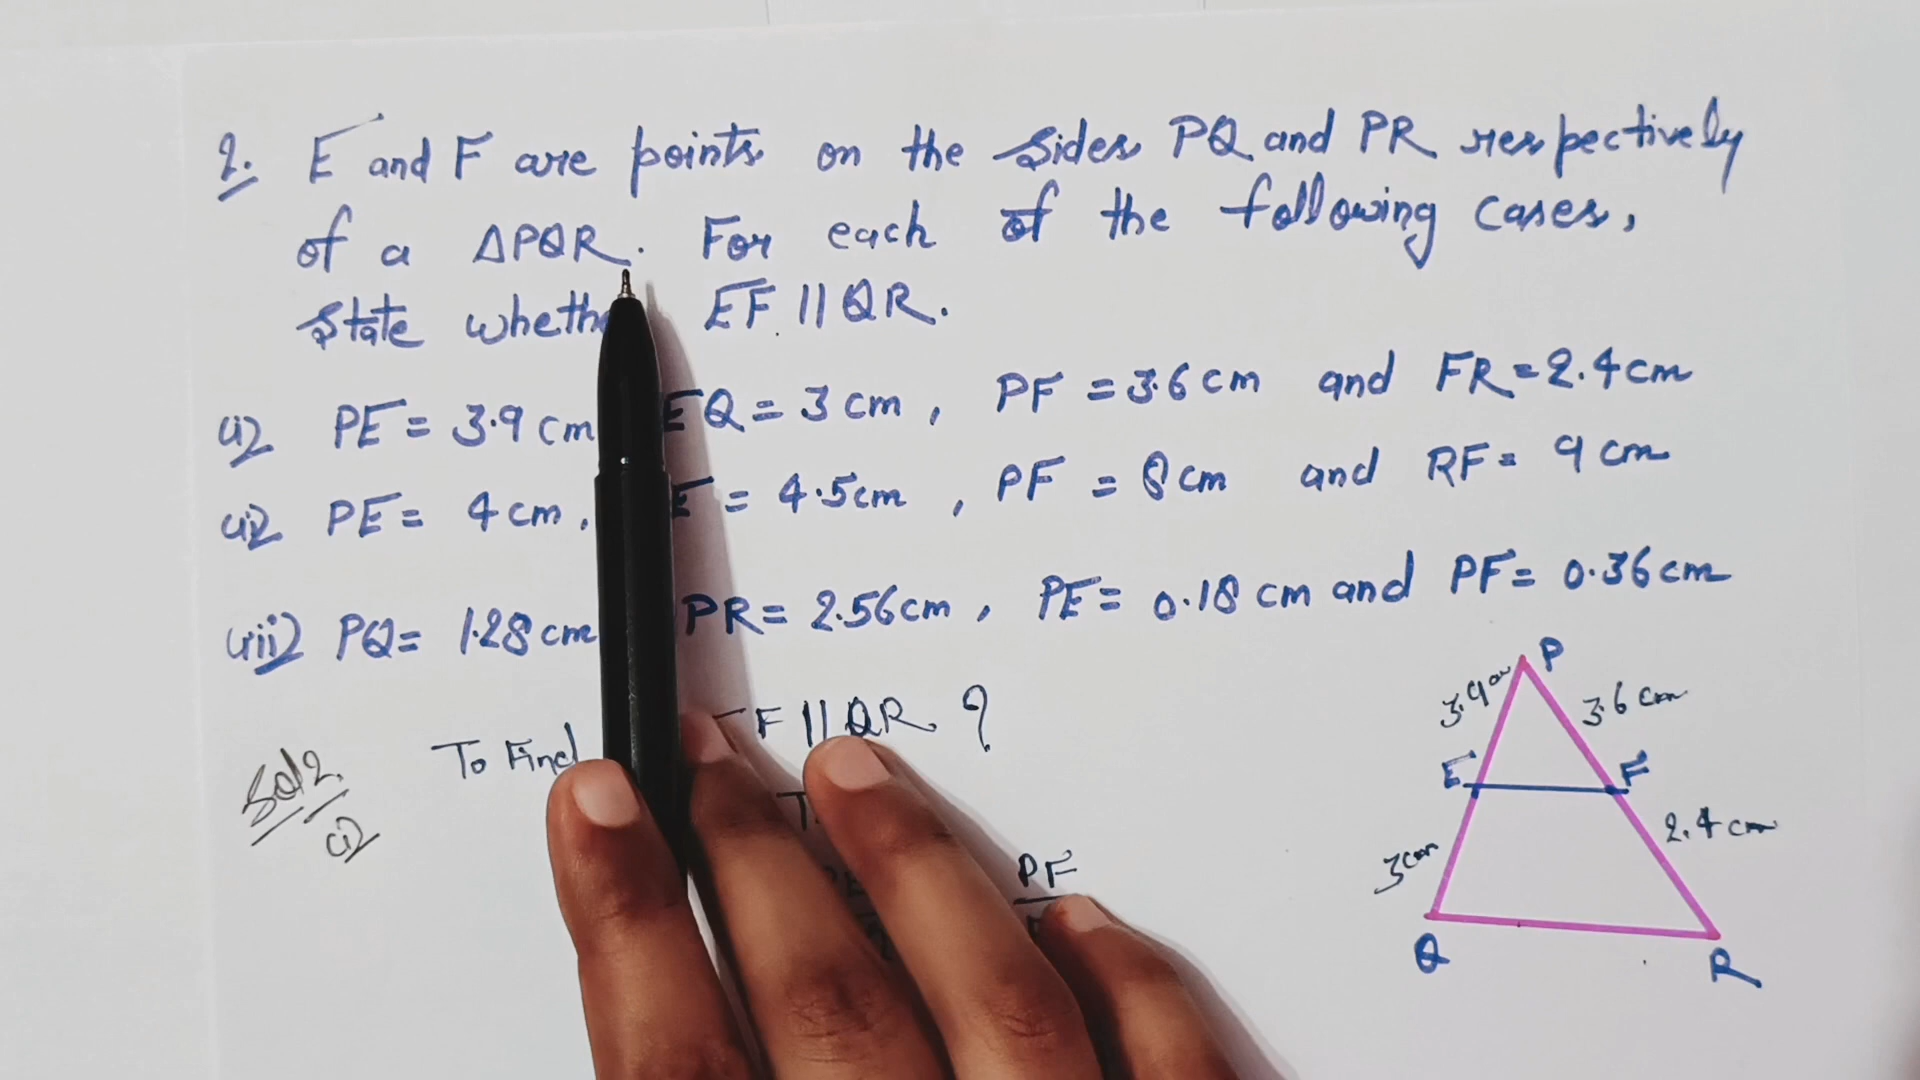 2. E and F are points on the sides PQ and PR respectively
of a ΔPQR. For each of the following cases,
State EF || QR.
(i) PE = 3.9 cm EQ = 3 cm, PF = 3.6 cm and FR = 2.4 cm
(ii) PE = 4 cm, = 4.5 cm, PF = 8 cm and RF = 9 cm
(iii) PQ = 1.28 cm PR = 2.56 cm, PE = 0.18 cm and PF = 0.36 cm
Sol 2.
(i)
To Find F || QR ?
PF
P
3.9 cm
3.6 cm
E F
3 cm
2.4 cm
Q R